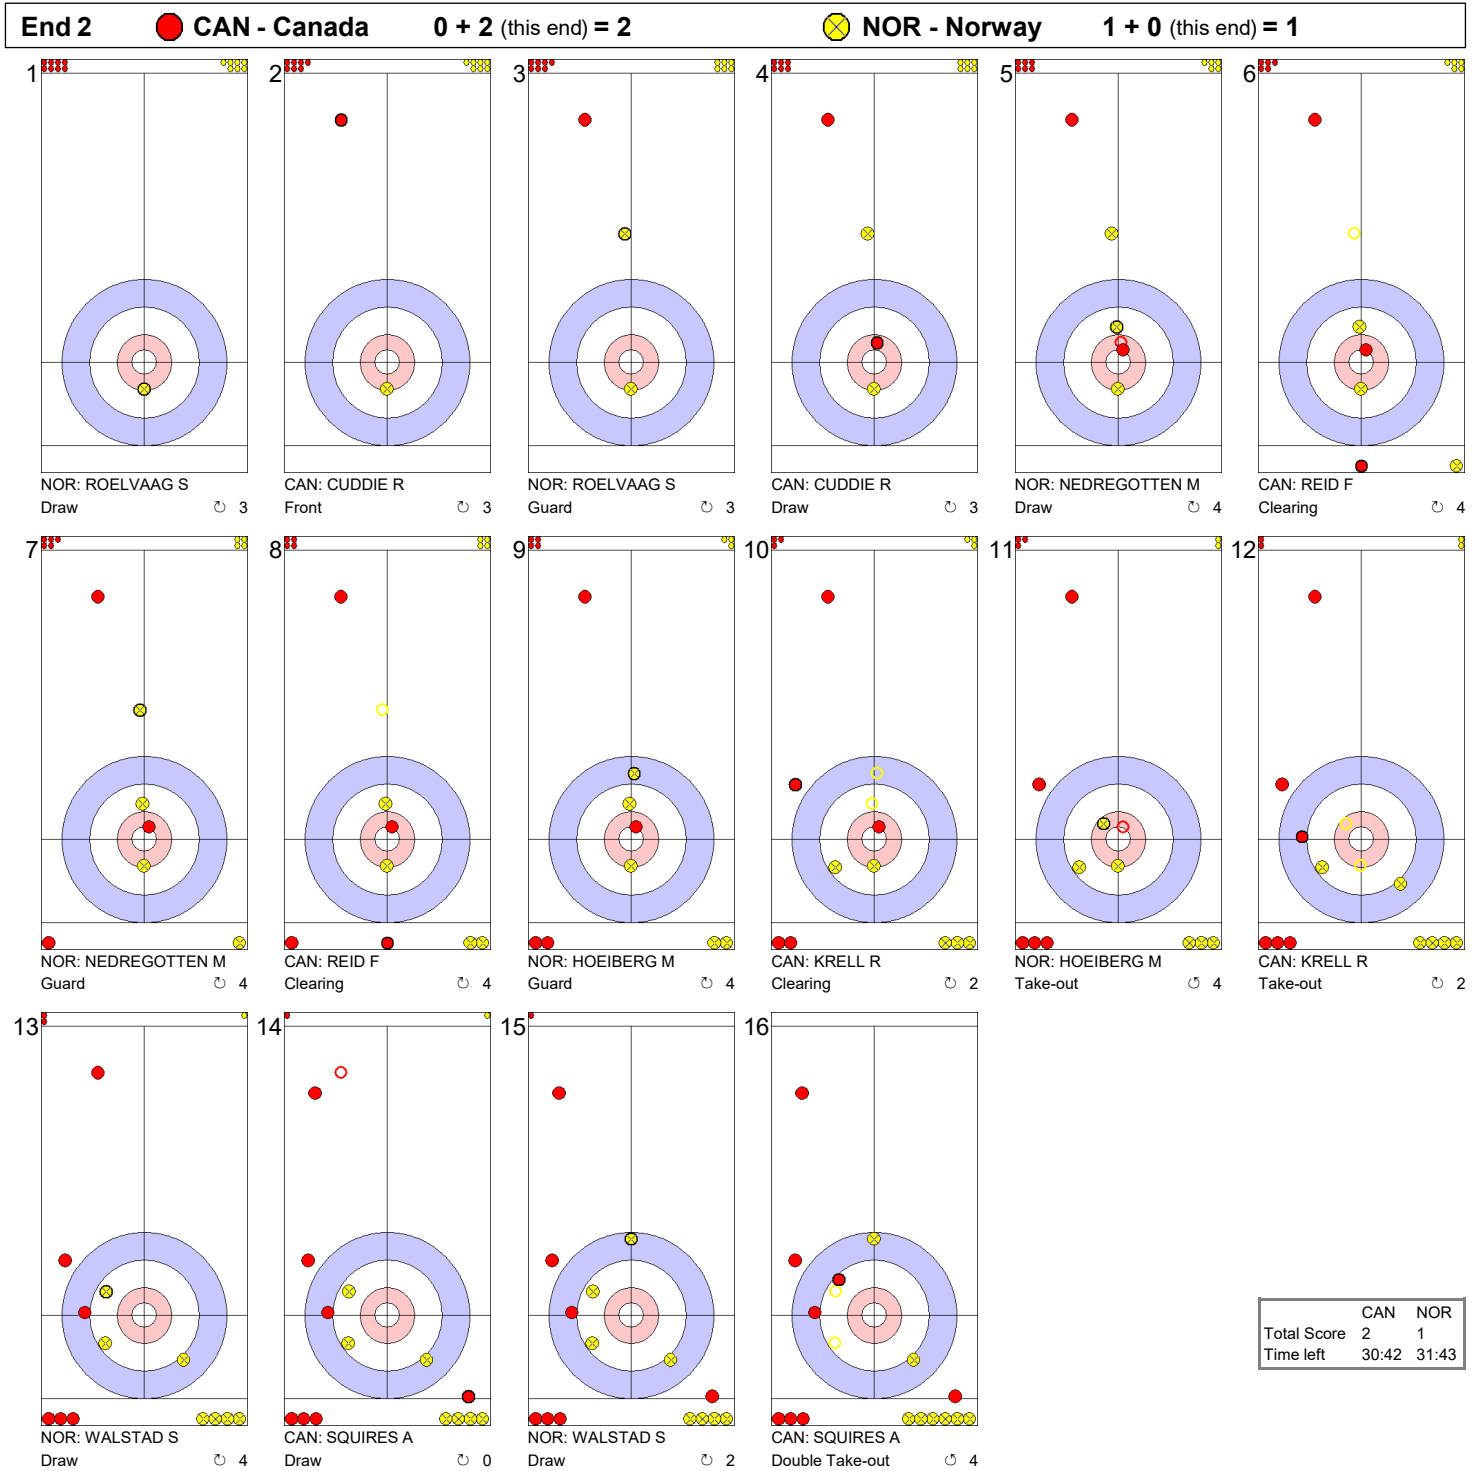 End 2 CAN - Canada 0 + 2 (this end) = 2 NOR - Norway 1 + 0 (this end) = 1
1 2 3 4 5 6
NOR: ROELVAAG S CAN: CUDDIE R NOR: ROELVAAG S CAN: CUDDIE R NOR: NEDREGOTTEN M CAN: REID F
Draw ↻ 3 Front ↻ 3 Guard ↻ 3 Draw ↻ 3 Draw ↻ 4 Clearing ↻ 4
7 8 9 10 11 12
NOR: NEDREGOTTEN M CAN: REID F NOR: HOEIBERG M CAN: KRELL R NOR: HOEIBERG M CAN: KRELL R
Guard ↻ 4 Clearing ↻ 4 Guard ↻ 4 Clearing ↺ 2 Take-out ↺ 4 Take-out ↻ 2
13 14 15 16
CAN NOR
Total Score 2 1
Time left 30:42 31:43
NOR: WALSTAD S CAN: SQUIRES A NOR: WALSTAD S CAN: SQUIRES A
Draw ↻ 4 Draw ↻ 0 Draw ↻ 2 Double Take-out ↺ 4